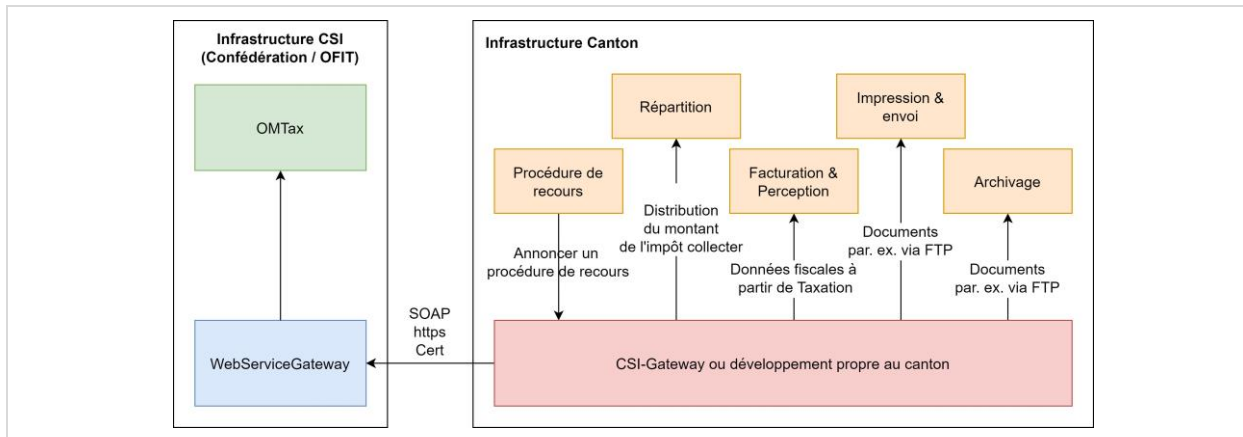 Infrastructure CSI
(Confédération / OFIT)
OMTax
WebServiceGateway
SOAP
https
Cert
Infrastructure Canton
Procédure de
recours
Répartition
Facturation &
Perception
Impression &
envoi
Archivage
Annoncer un
procédure de recours
Distribution
du montant
de l'impôt collecter
Données fiscales à
partir de Taxation
Documents
par. ex. via FTP
Documents
par. ex. via FTP
CSI-Gateway ou développement propre au canton